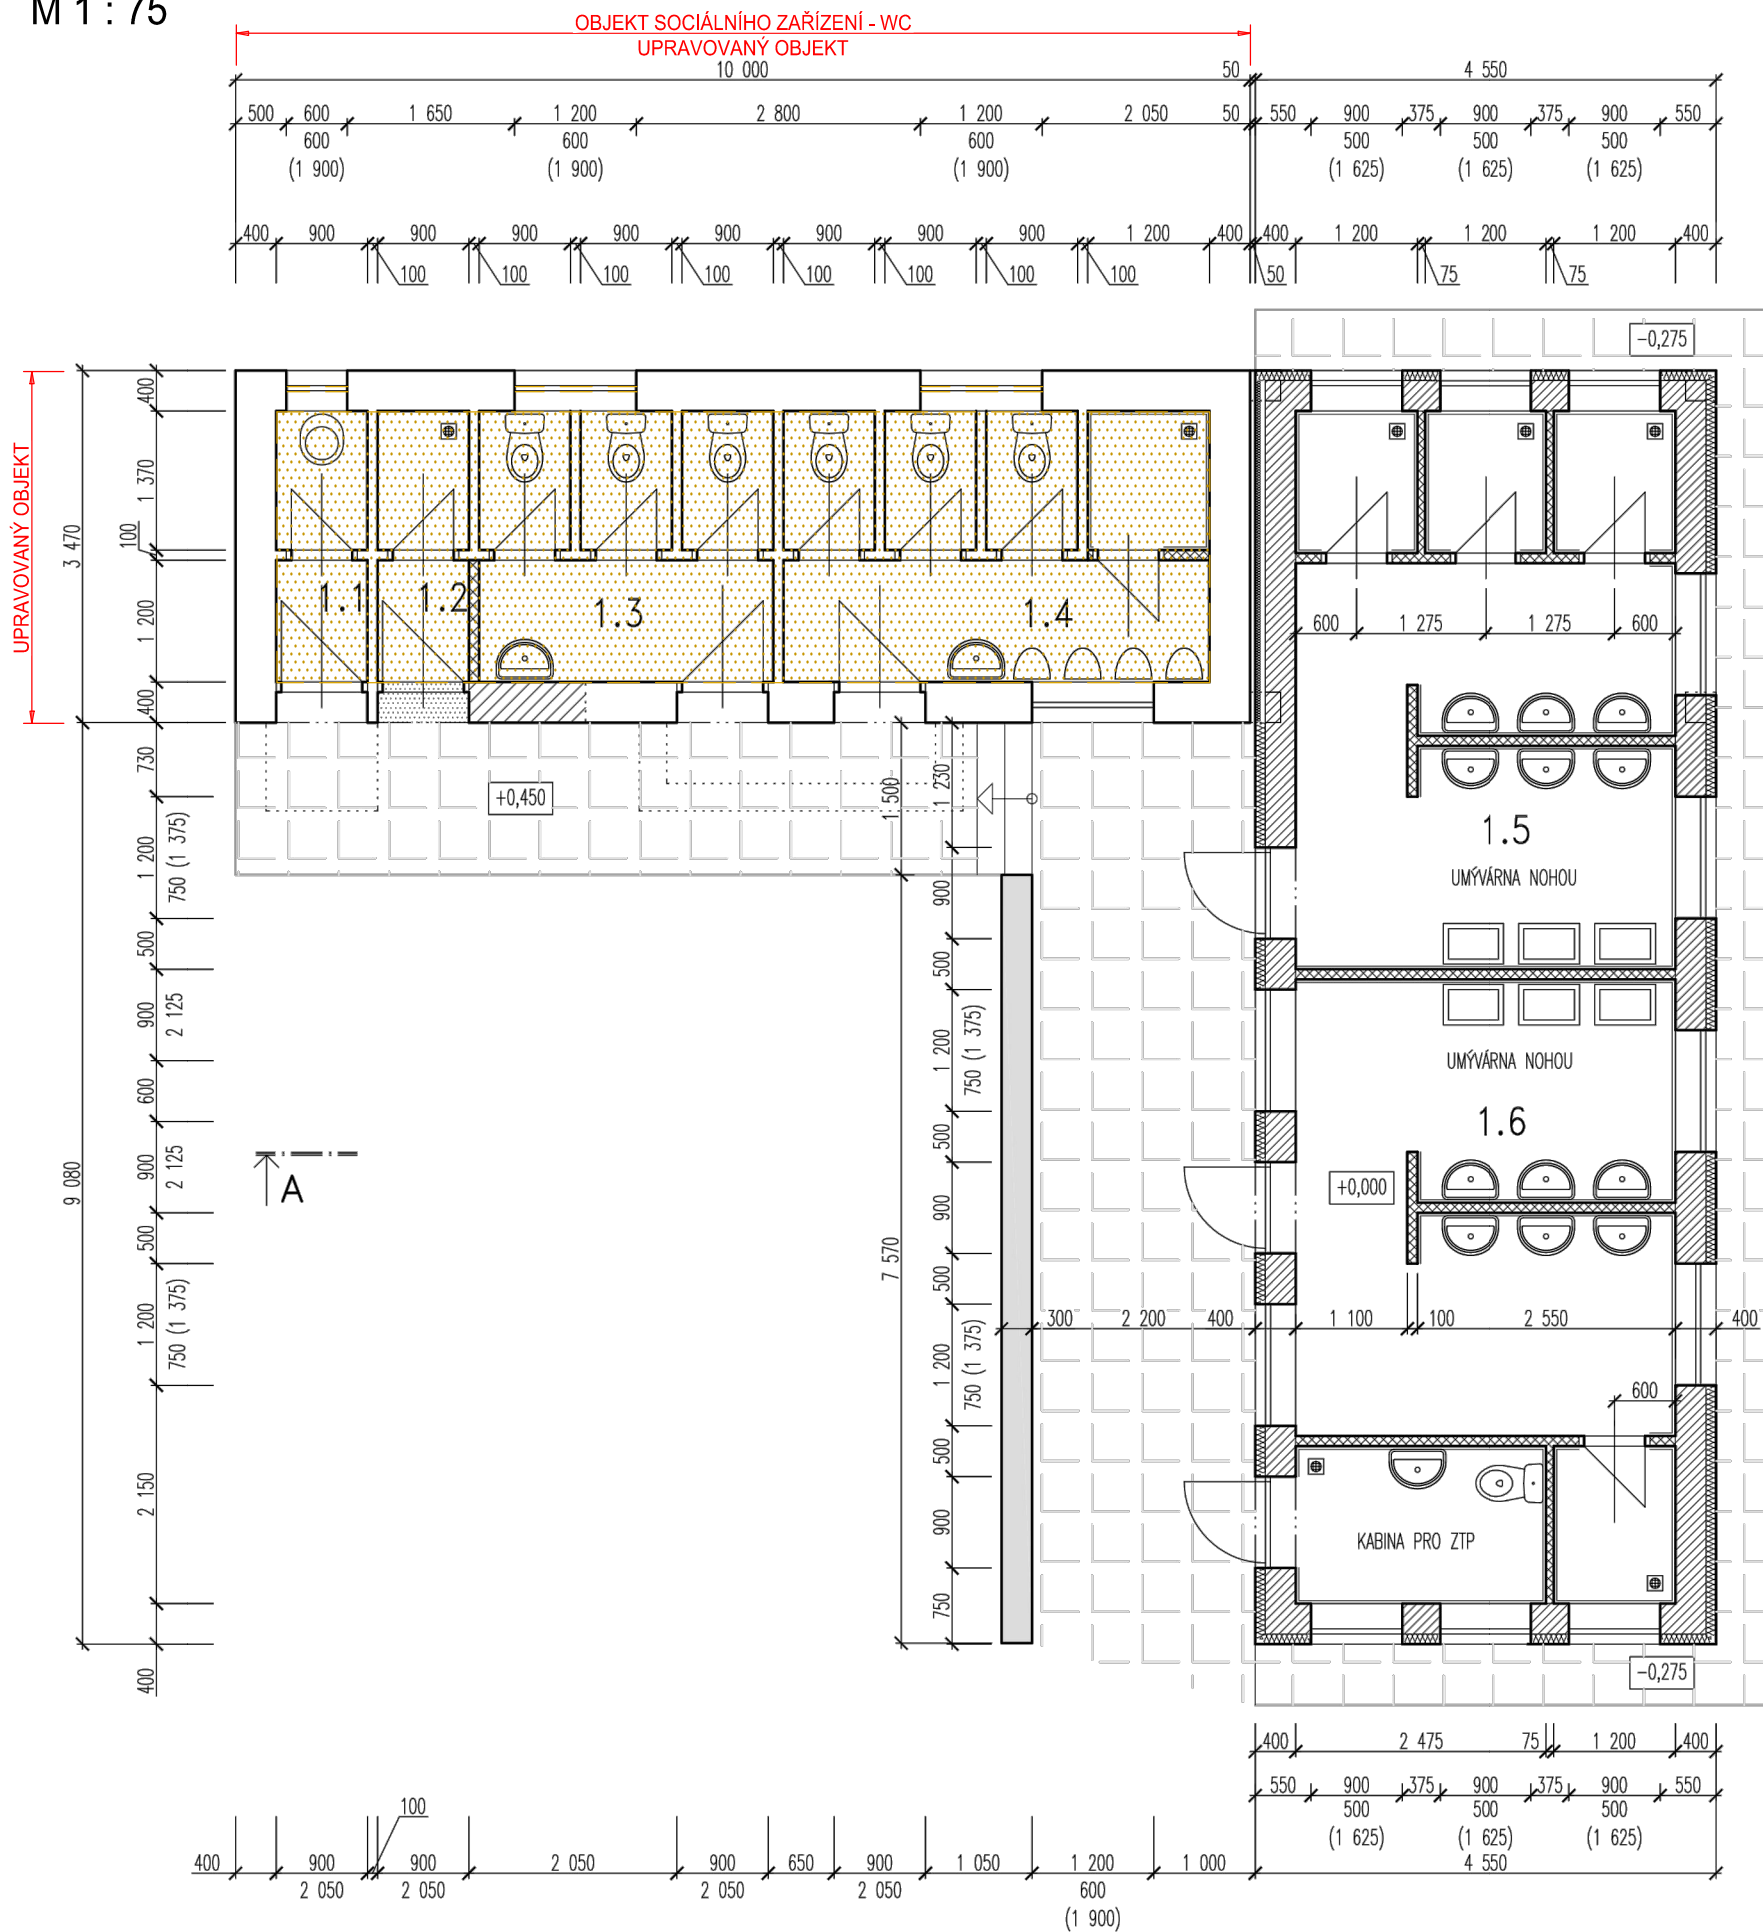 M 1 : 75
OBJEKT SOCIÁLNÍHO ZAŘÍZENÍ - WC
UPRAVOVANÝ OBJEKT
10 000 50 4 550
500 600 1 650 1 200 2 800 1 200 2 050 50 550 900 375 900 375 900 550
600 600 600 500 500 500
(1 900) (1 900) (1 900) (1 625) (1 625) (1 625)
400 900 900 900 900 900 900 900 900 1 200 400 400 1 200 1 200 1 200 400
100 100 100 100 100 100 100 100 50 75 75
-0,275
UPRAVOVANÝ OBJEKT
3 470
400
1 370
100
1 200
400
1.1 1.2 1.3 1.4
600 1 275 1 275 600
730
1 200
750 (1 375)
500
900
2 125
600
900
2 125
500
1 200
750 (1 375)
2 150
400
9 080
+0,450
1 500
1 230
900
500
1 200
750 (1 375)
500
900
500
1 200
750 (1 375)
500
900
750
7 570
1.5
UMÝVÁRNA NOHOU
UMÝVÁRNA NOHOU
1.6
A
+0,000
300 2 200 400 1 100 100 2 550 400
600
KABINA PRO ZTP
-0,275
400 2 475 75 1 200 400
550 900 375 900 375 900 550
500 500 500
(1 625) (1 625) (1 625)
100
400 900 900 2 050 900 650 900 1 050 1 200 1 000 4 550
2 050 2 050 2 050 2 050 600
(1 900)